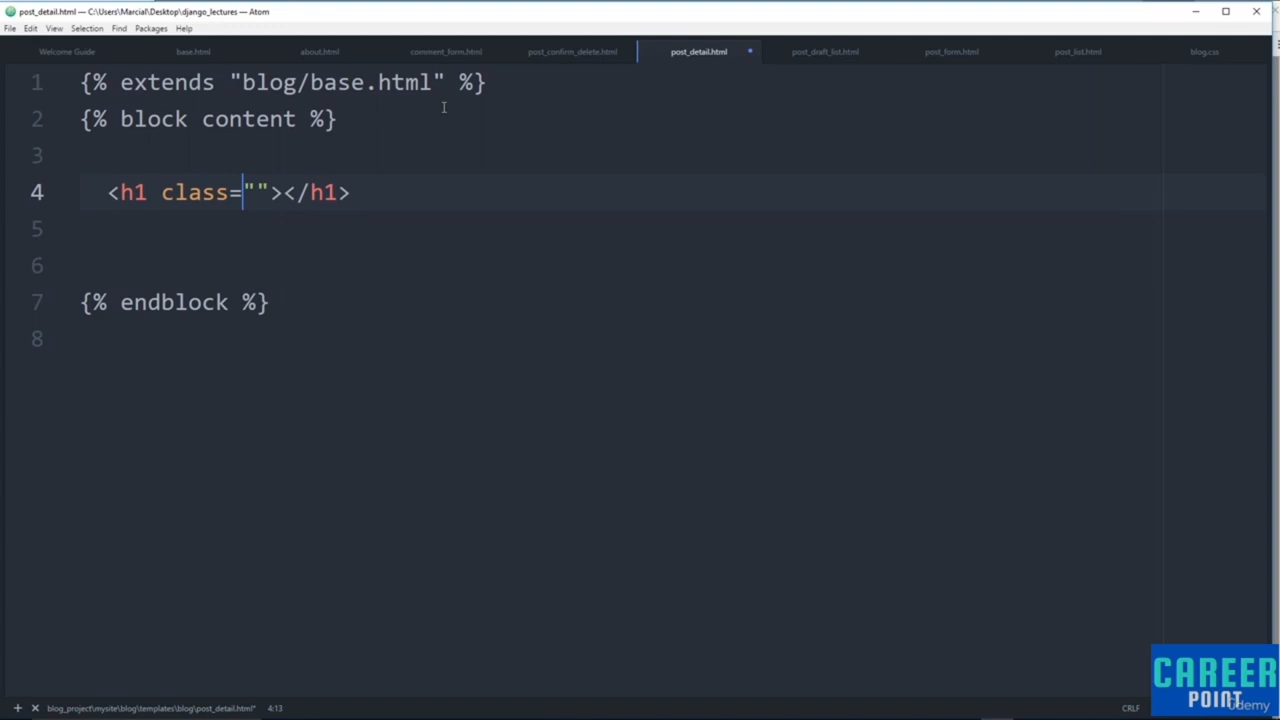 post_detail.html — C:\Users\Marcial\Desktop\django_lectures — Atom
File Edit View Selection Find Packages Help
Welcome Guide base.html about.html comment_form.html post_confirm_delete.html post_detail.html post_draft_list.html post_form.html post_list.html blog.css
1 {% extends "blog/base.html" %}
2 {% block content %}
3
4 <h1 class=""></h1>
5
6
7 {% endblock %}
8
CAREER
POINT
Udemy
blog_project\mysite\blog\templates\blog\post_detail.html* 4:13 CRLF